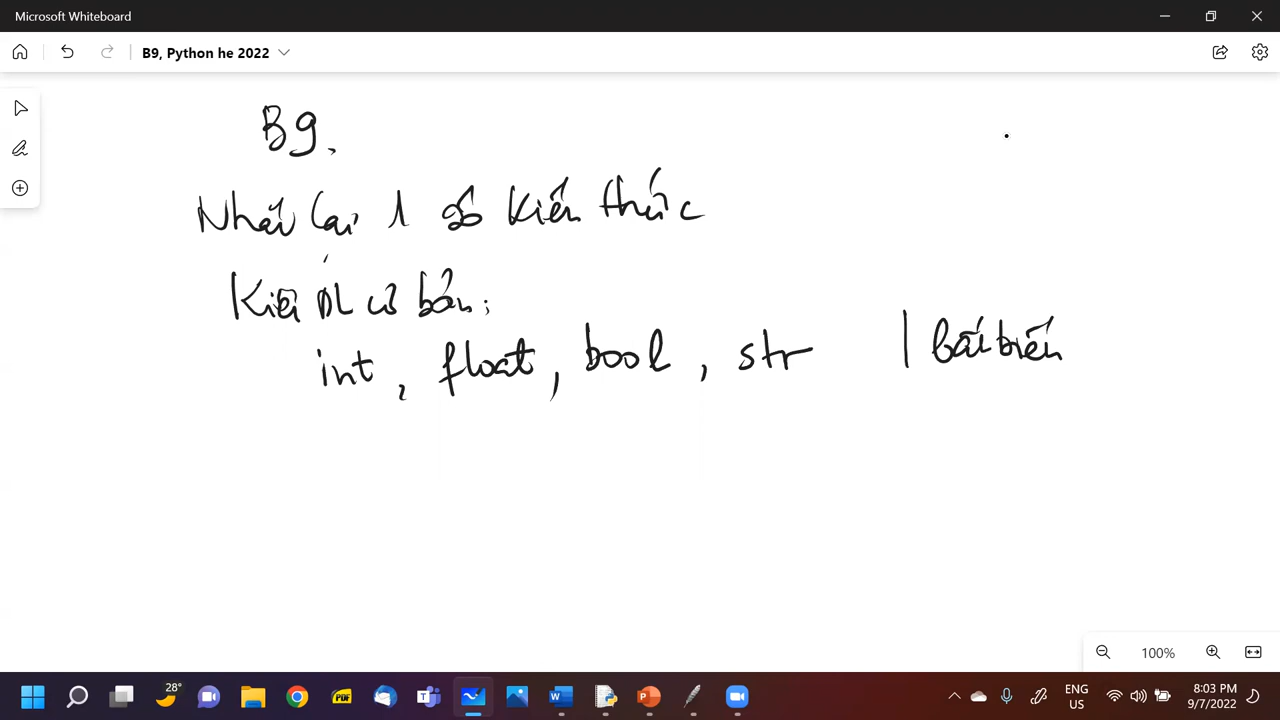 Microsoft Whiteboard
B9, Python he 2022
B9.
Nhắc lại 1 số kiến thức
Kiểu DL cơ bản:
int, float, bool, str | bất biến
100%
28°
ENG
US
8:03 PM
9/7/2022